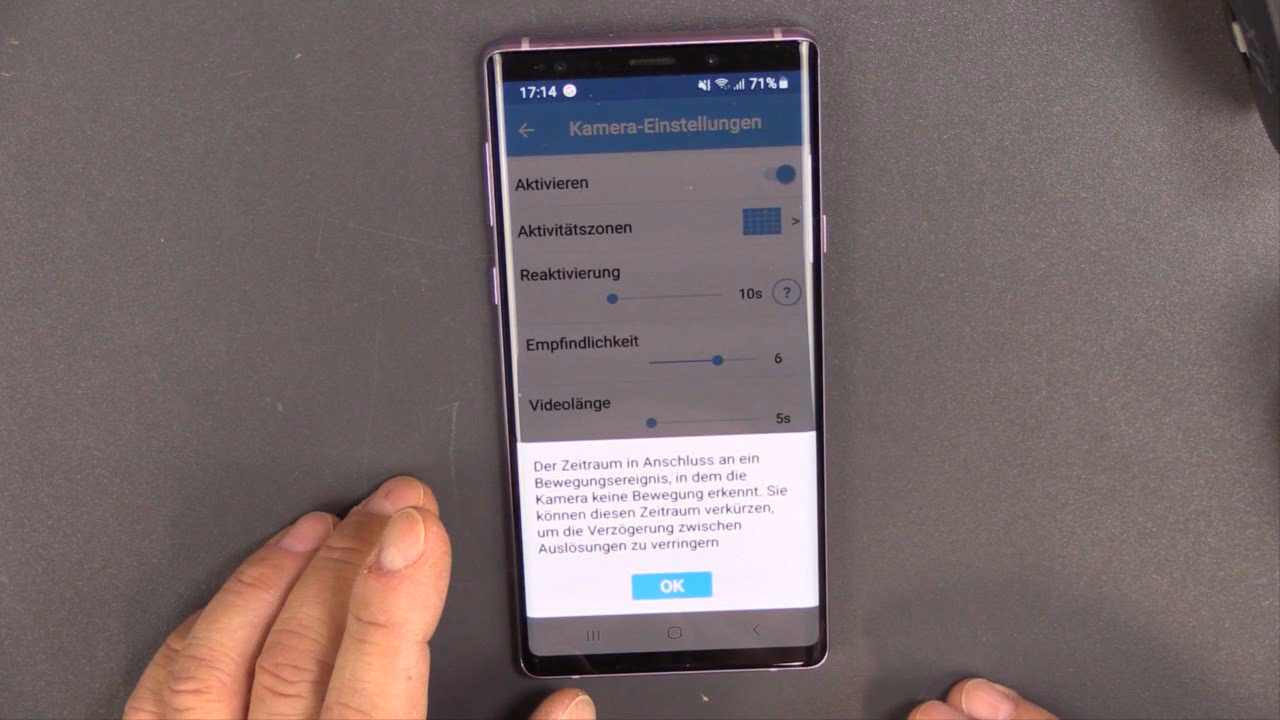 17:14 71%
Kamera-Einstellungen
Aktivieren
Aktivitätszonen >
Reaktivierung
10s ?
Empfindlichkeit
6
Videolänge
5s
Der Zeitraum in Anschluss an ein
Bewegungsereignis, in dem die
Kamera keine Bewegung erkennt. Sie
können diesen Zeitraum verkürzen,
um die Verzögerung zwischen
Auslösungen zu verringern
OK